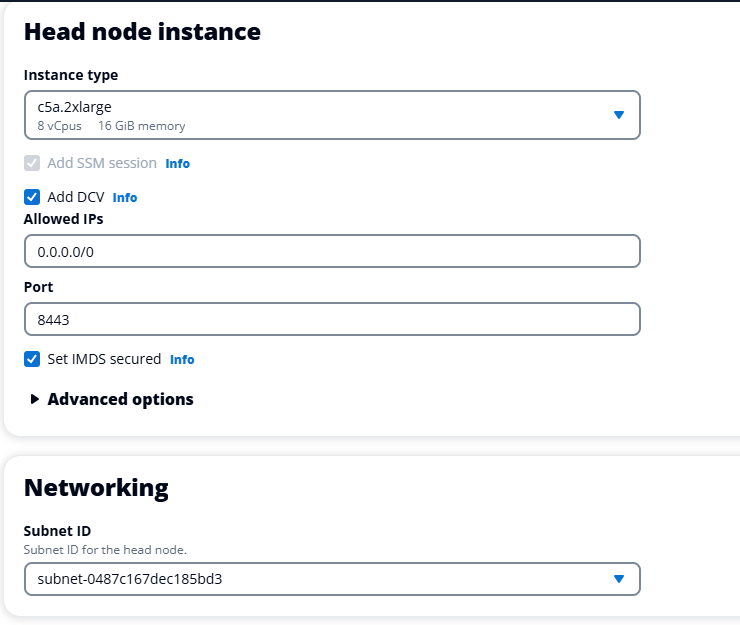 Head node instance
Instance type
c5a.2xlarge
8 vCpus 16 GiB memory
Add SSM session Info
Add DCV Info
Allowed IPs
0.0.0.0/0
Port
8443
Set IMDS secured Info
Advanced options
Networking
Subnet ID
Subnet ID for the head node.
subnet-0487c167dec185bd3